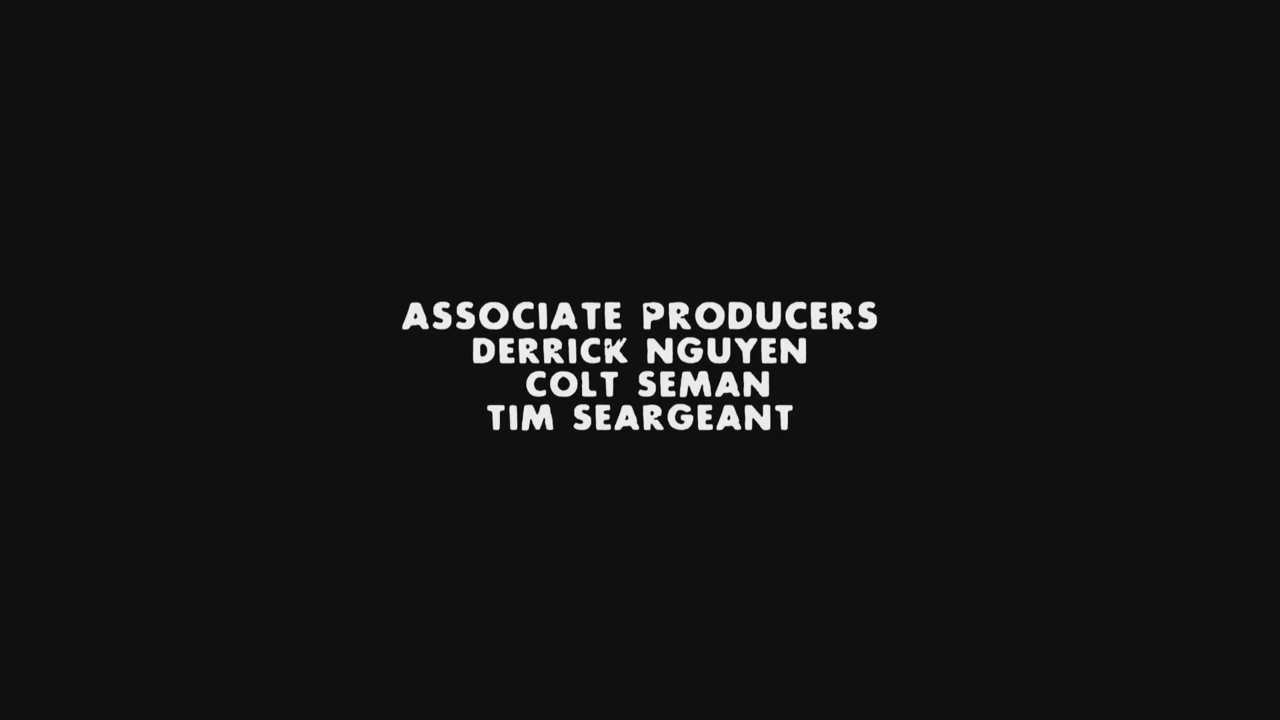 ASSOCIATE PRODUCERS
DERRICK NGUYEN
COLT SEMAN
TIM SEARGEANT